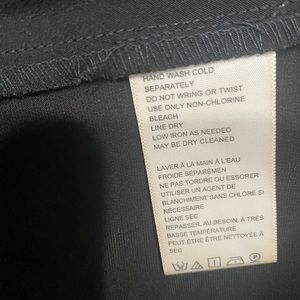 HAND WASH COLD
SEPARATELY
DO NOT WRING OR TWIST
USE ONLY NON-CHLORINE
BLEACH
LINE DRY
LOW IRON AS NEEDED
MAY BE DRY CLEANED
LAVER À LA MAIN À L'EAU
FROIDE SÉPARÉMEN
NE PAS TORDRE OU ESSORER
UTILISER UN AGENT DE
BLANCHIMENT SANS CHLORE SI
NÉCESSAIRE
LIGNE SEC
REPASSER, AU BESOIN, À TRÈS
BASSE TEMPÉRATURE
PEUT-ÊTRE ÊTRE NETTOYÉE À
SEC